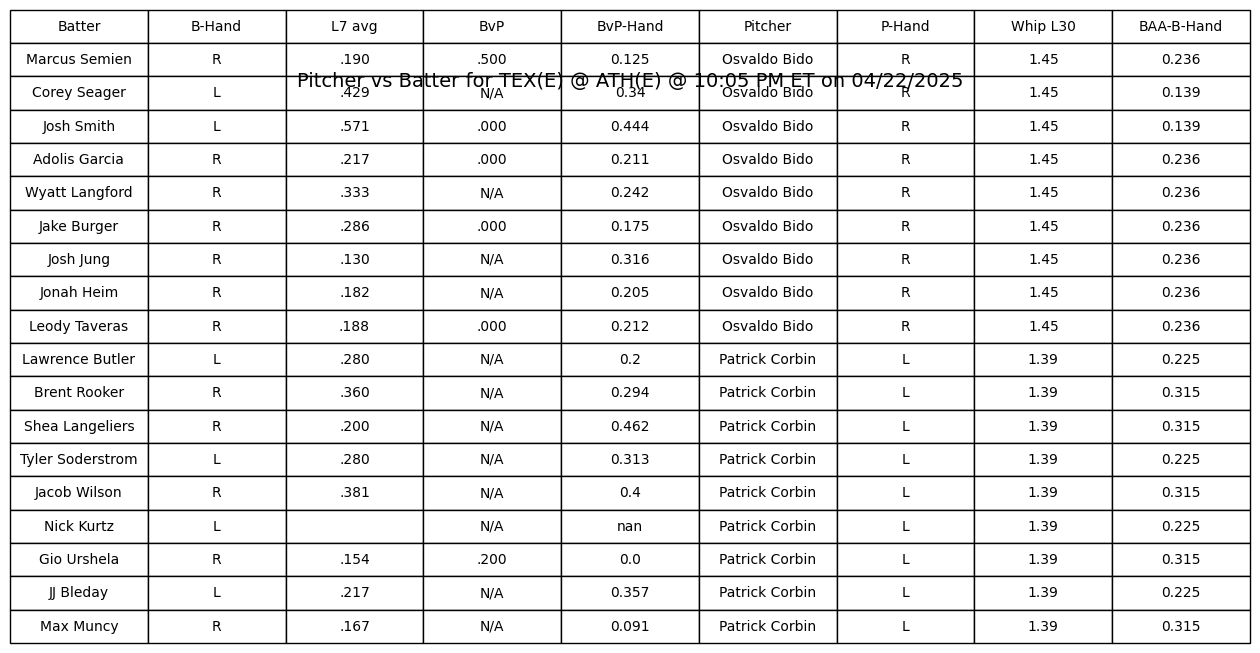 Batter B-Hand L7 avg BvP BvP-Hand Pitcher P-Hand Whip L30 BAA-B-Hand
Marcus Semien R .190 .500 0.125 Osvaldo Bido R 1.45 0.236
Pitcher vs Batter for TEX(E) @ ATH(E) @ 10:05 PM ET on 04/22/2025
Corey Seager L .429 N/A 0.34 Osvaldo Bido R 1.45 0.139
Josh Smith L .571 .000 0.444 Osvaldo Bido R 1.45 0.139
Adolis Garcia R .217 .000 0.211 Osvaldo Bido R 1.45 0.236
Wyatt Langford R .333 N/A 0.242 Osvaldo Bido R 1.45 0.236
Jake Burger R .286 .000 0.175 Osvaldo Bido R 1.45 0.236
Josh Jung R .130 N/A 0.316 Osvaldo Bido R 1.45 0.236
Jonah Heim R .182 N/A 0.205 Osvaldo Bido R 1.45 0.236
Leody Taveras R .188 .000 0.212 Osvaldo Bido R 1.45 0.236
Lawrence Butler L .280 N/A 0.2 Patrick Corbin L 1.39 0.225
Brent Rooker R .360 N/A 0.294 Patrick Corbin L 1.39 0.315
Shea Langeliers R .200 N/A 0.462 Patrick Corbin L 1.39 0.315
Tyler Soderstrom L .280 N/A 0.313 Patrick Corbin L 1.39 0.225
Jacob Wilson R .381 N/A 0.4 Patrick Corbin L 1.39 0.315
Nick Kurtz L N/A nan Patrick Corbin L 1.39 0.225
Gio Urshela R .154 .200 0.0 Patrick Corbin L 1.39 0.315
JJ Bleday L .217 N/A 0.357 Patrick Corbin L 1.39 0.225
Max Muncy R .167 N/A 0.091 Patrick Corbin L 1.39 0.315